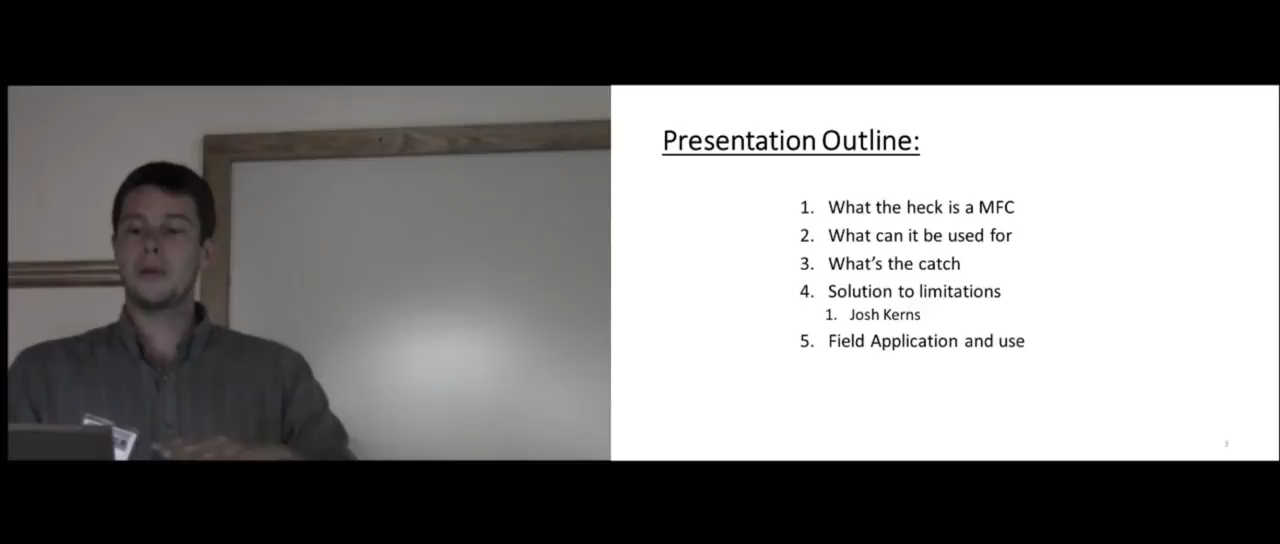 Presentation Outline:
1. What the heck is a MFC
2. What can it be used for
3. What's the catch
4. Solution to limitations
1. Josh Kerns
5. Field Application and use
3